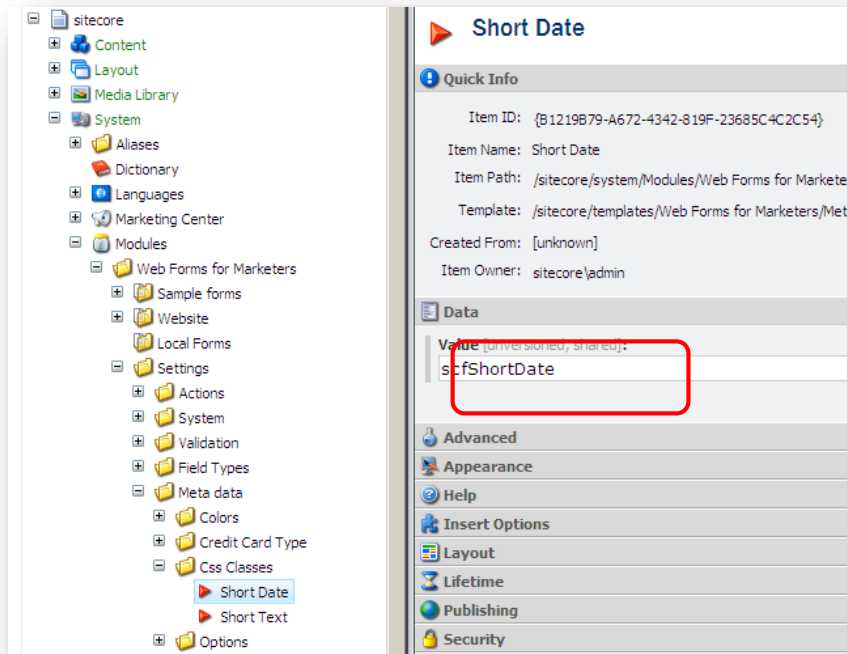 sitecore
Content
Layout
Media Library
System
Aliases
Dictionary
Languages
Marketing Center
Modules
Web Forms for Marketers
Sample forms
Website
Local Forms
Settings
Actions
System
Validation
Field Types
Meta data
Colors
Credit Card Type
Css Classes
Short Date
Short Text
Options
Short Date
Quick Info
Item ID: {B1219B79-A672-4342-819F-23685C4C2C54}
Item Name: Short Date
Item Path: /sitecore/system/Modules/Web Forms for Markete
Template: /sitecore/templates/Web Forms for Marketers/Met
Created From: [unknown]
Item Owner: sitecore\admin
Data
Value [unversioned, shared]:
scfShortDate
Advanced
Appearance
Help
Insert Options
Layout
Lifetime
Publishing
Security